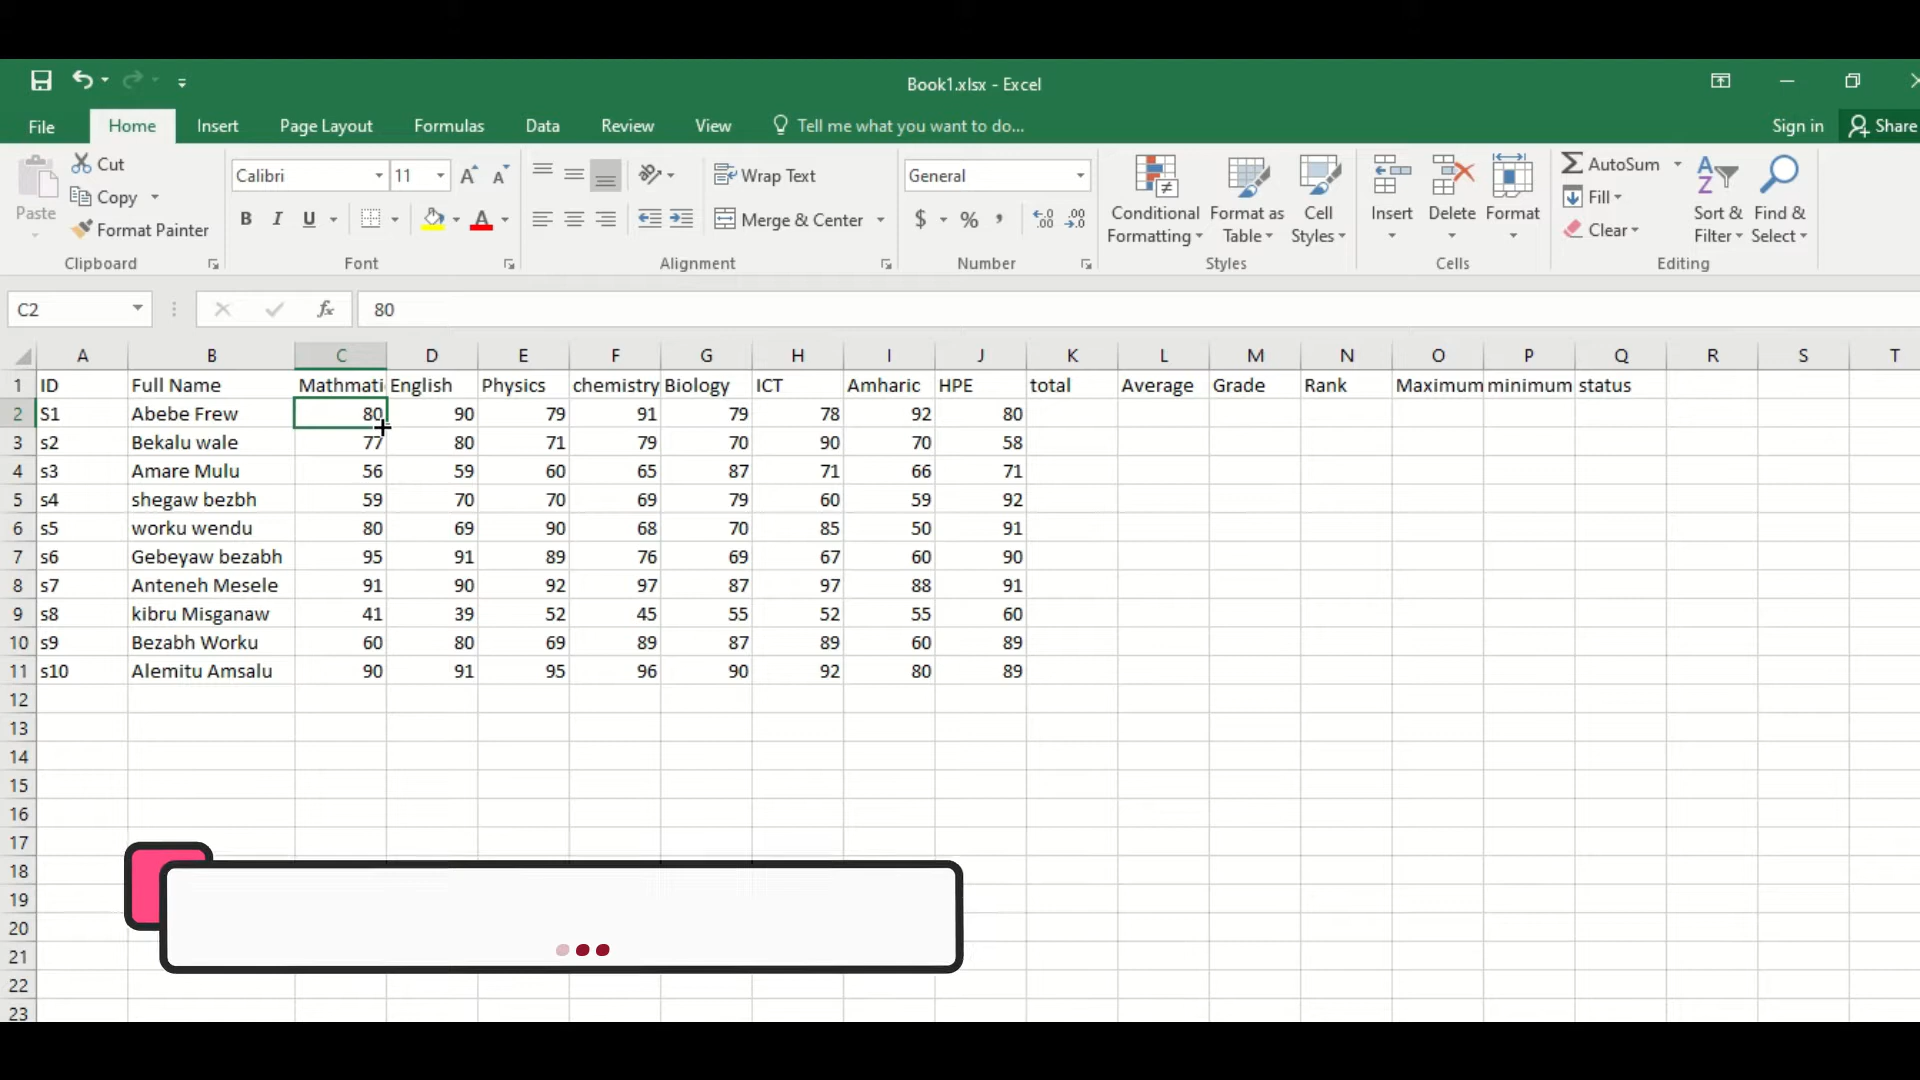 Book1.xlsx - Excel
File Home Insert Page Layout Formulas Data Review View Tell me what you want to do... Sign in Share
Paste
Cut
Copy
Format Painter
Clipboard
Calibri 11
B I U A
Font
Wrap Text
Merge & Center
Alignment
General
$ % , .00
Number
Conditional Formatting
Format as Table
Cell Styles
Styles
Insert Delete Format
Cells
AutoSum
Fill
Clear
Sort & Filter
Find & Select
Editing
C2 fx 80
A B C D E F G H I J K L M N O P Q R S T
1 ID Full Name Mathmati English Physics chemistry Biology ICT Amharic HPE total Average Grade Rank Maximum minimum status
2 S1 Abebe Frew 80 90 79 91 79 78 92 80
3 s2 Bekalu wale 77 80 71 79 70 90 70 58
4 s3 Amare Mulu 56 59 60 65 87 71 66 71
5 s4 shegaw bezbh 59 70 70 69 79 60 59 92
6 s5 worku wendu 80 69 90 68 70 85 50 91
7 s6 Gebeyaw bezabh 95 91 89 76 69 67 60 90
8 s7 Anteneh Mesele 91 90 92 97 87 97 88 91
9 s8 kibru Misganaw 41 39 52 45 55 52 55 60
10 s9 Bezabh Worku 60 80 69 89 87 89 60 89
11 s10 Alemitu Amsalu 90 91 95 96 90 92 80 89
12
13
14
15
16
17
18
19
20
21
22
23